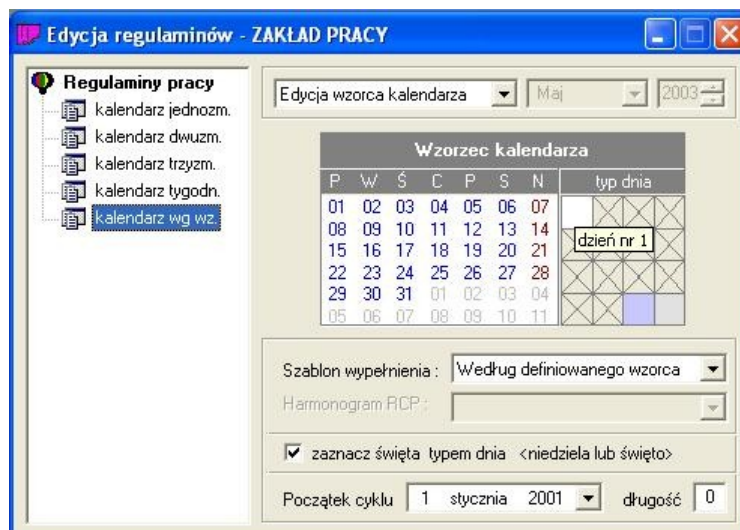 Edycja regulaminów - ZAKŁAD PRACY
Regulaminy pracy
kalendarz jednozm.
kalendarz dwuzm.
kalendarz trzyzm.
kalendarz tygodn.
kalendarz wg wz.
Edycja wzorca kalendarza Maj 2003
Wzorzec kalendarza
P W Ś C P S N typ dnia
01 02 03 04 05 06 07
08 09 10 11 12 13 14
dzień nr 1
15 16 17 18 19 20 21
22 23 24 25 26 27 28
29 30 31 01 02 03 04
05 06 07 08 09 10 11
Szablon wypełnienia : Według definiowanego wzorca
Harmonogram RCP :
zaznacz święta typem dnia <niedziela lub święto>
Początek cyklu 1 stycznia 2001 długość 0